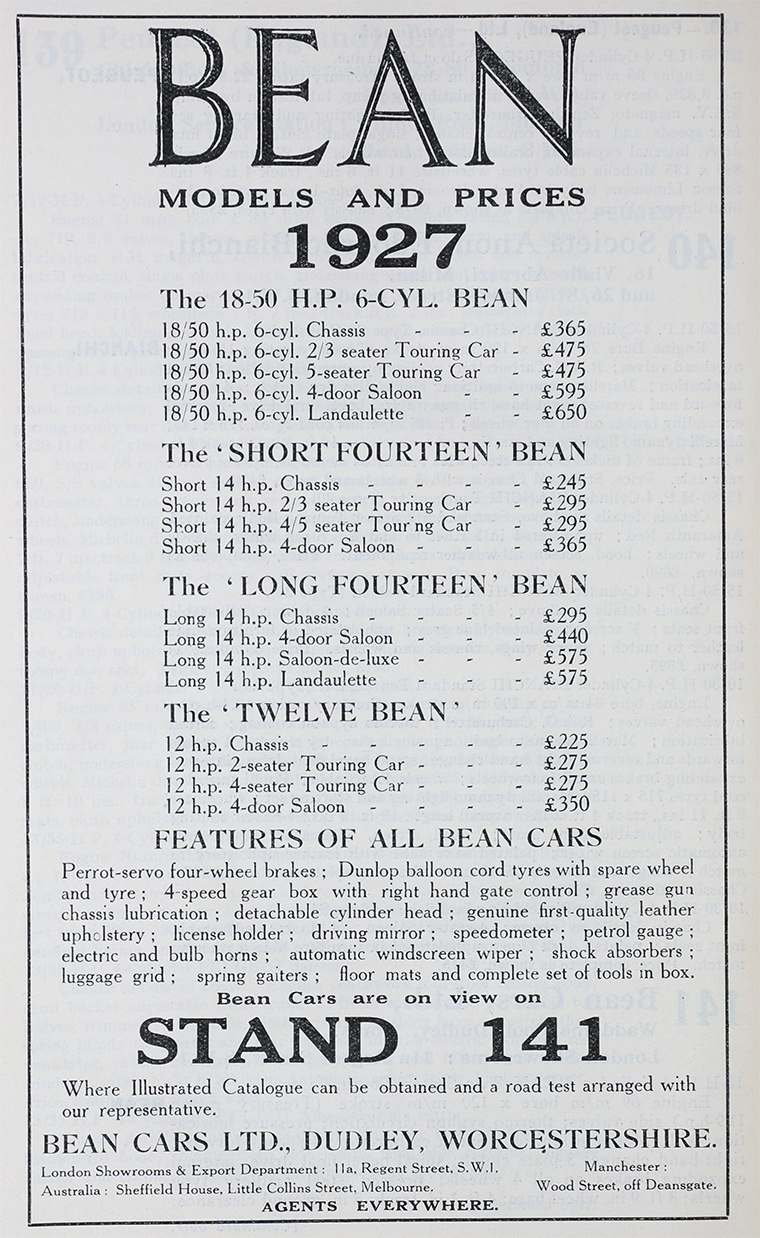 BEAN
MODELS AND PRICES
1927
The 18-50 H.P. 6-CYL. BEAN
18/50 h.p. 6-cyl. Chassis - - - £365
18/50 h.p. 6-cyl. 2/3 seater Touring Car - £475
18/50 h.p. 6-cyl. 5-seater Touring Car - £475
18/50 h.p. 6-cyl. 4-door Saloon - - £595
18/50 h.p. 6-cyl. Landaulette - - £650
The 'SHORT FOURTEEN' BEAN
Short 14 h.p. Chassis - - - £245
Short 14 h.p. 2/3 seater Touring Car - £295
Short 14 h.p. 4/5 seater Touring Car - £295
Short 14 h.p. 4-door Saloon - - £365
The 'LONG FOURTEEN' BEAN
Long 14 h.p. Chassis - - - £295
Long 14 h.p. 4-door Saloon - - £440
Long 14 h.p. Saloon-de-luxe - - - £575
Long 14 h.p. Landaulette - - - £575
The 'TWELVE BEAN'
12 h.p. Chassis - - - £225
12 h.p. 2-seater Touring Car - - £275
12 h.p. 4-seater Touring Car - - £275
12 h.p. 4-door Saloon - - - £350
FEATURES OF ALL BEAN CARS
Perrot-servo four-wheel brakes ; Dunlop balloon cord tyres with spare wheel
and tyre ; 4-speed gear box with right hand gate control ; grease gun
chassis lubrication ; detachable cylinder head ; genuine first-quality leather
upholstery ; license holder ; driving mirror ; speedometer ; petrol gauge ;
electric and bulb horns ; automatic windscreen wiper ; shock absorbers ;
luggage grid ; spring gaiters ; floor mats and complete set of tools in box.
Bean Cars are on view on
STAND 141
Where Illustrated Catalogue can be obtained and a road test arranged with
our representative.
BEAN CARS LTD., DUDLEY, WORCESTERSHIRE.
London Showrooms & Export Department : 11a, Regent Street, S.W.1. Manchester :
Australia : Sheffield House, Little Collins Street, Melbourne. Wood Street, off Deansgate.
AGENTS EVERYWHERE.